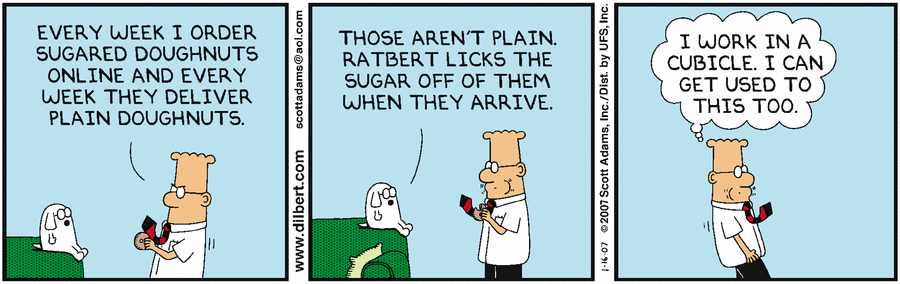 EVERY WEEK I ORDER
SUGARED DOUGHNUTS
ONLINE AND EVERY
WEEK THEY DELIVER
PLAIN DOUGHNUTS.
www.dilbert.com scottadams@aol.com
THOSE AREN'T PLAIN.
RATBERT LICKS THE
SUGAR OFF OF THEM
WHEN THEY ARRIVE.
1-16-07 ©2007 Scott Adams, Inc./Dist. by UFS, Inc.
I WORK IN A
CUBICLE. I CAN
GET USED TO
THIS TOO.